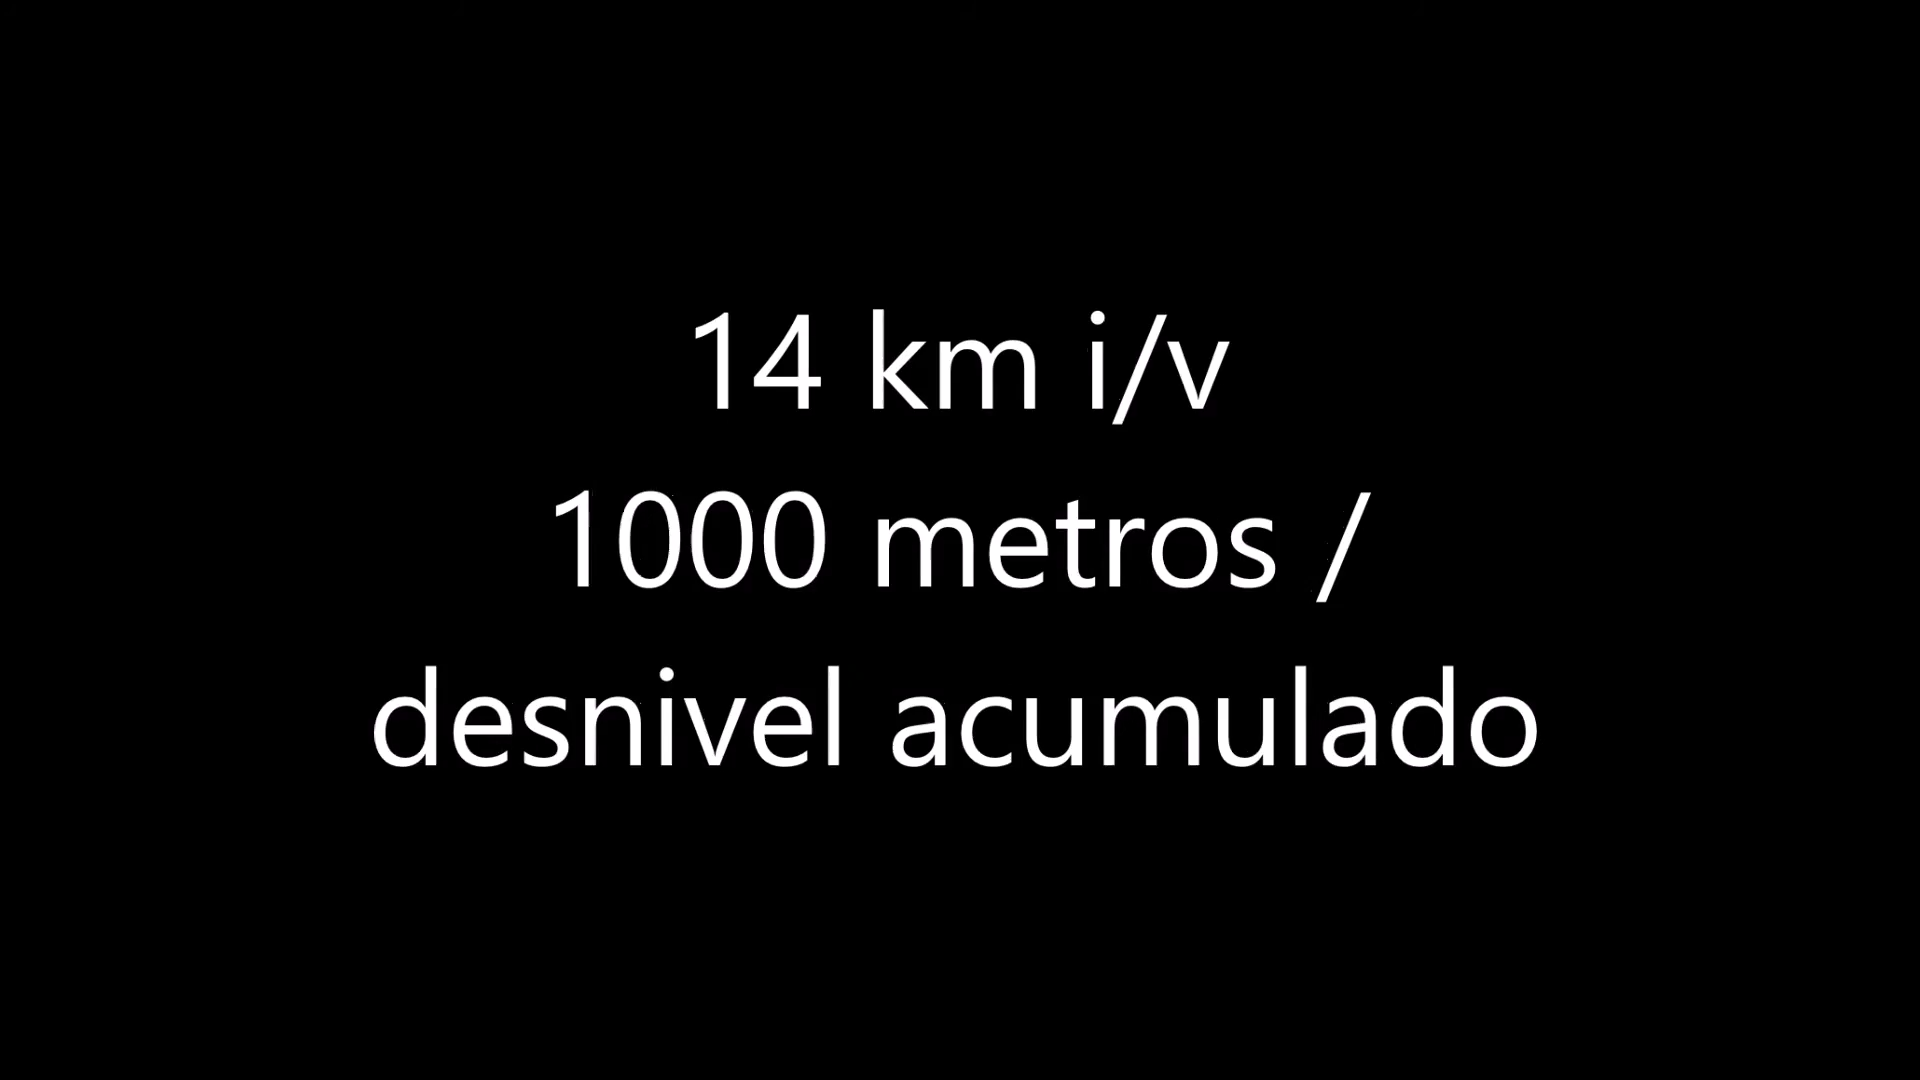 14 km i/v
1000 metros /
desnivel acumulado